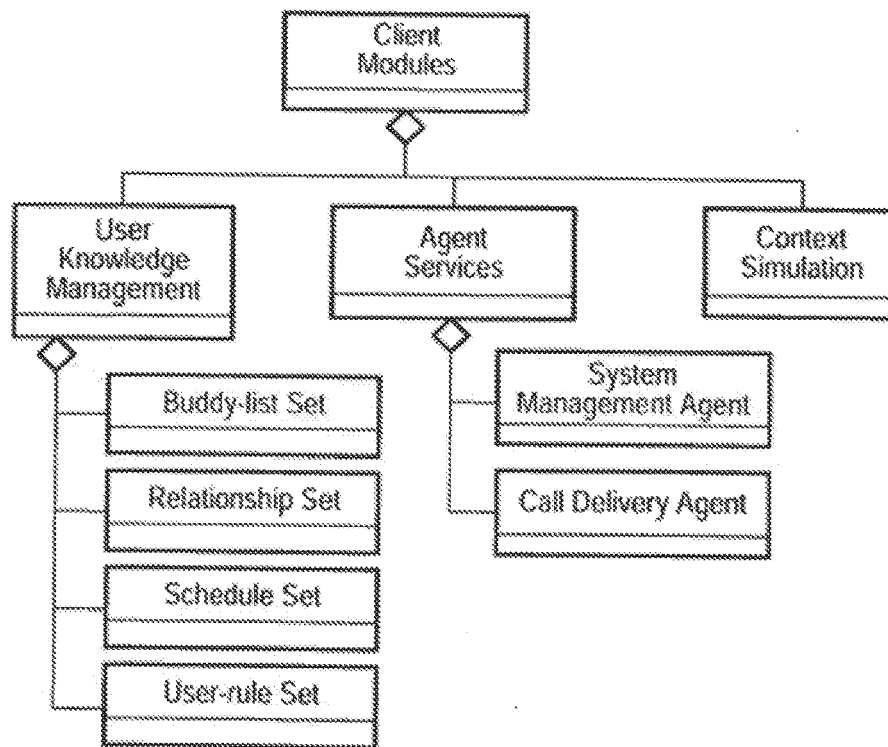 Client
Modules
User
Knowledge
Management
Agent
Services
Context
Simulation
Buddy-list Set
Relationship Set
Schedule Set
User-rule Set
System
Management Agent
Call Delivery Agent